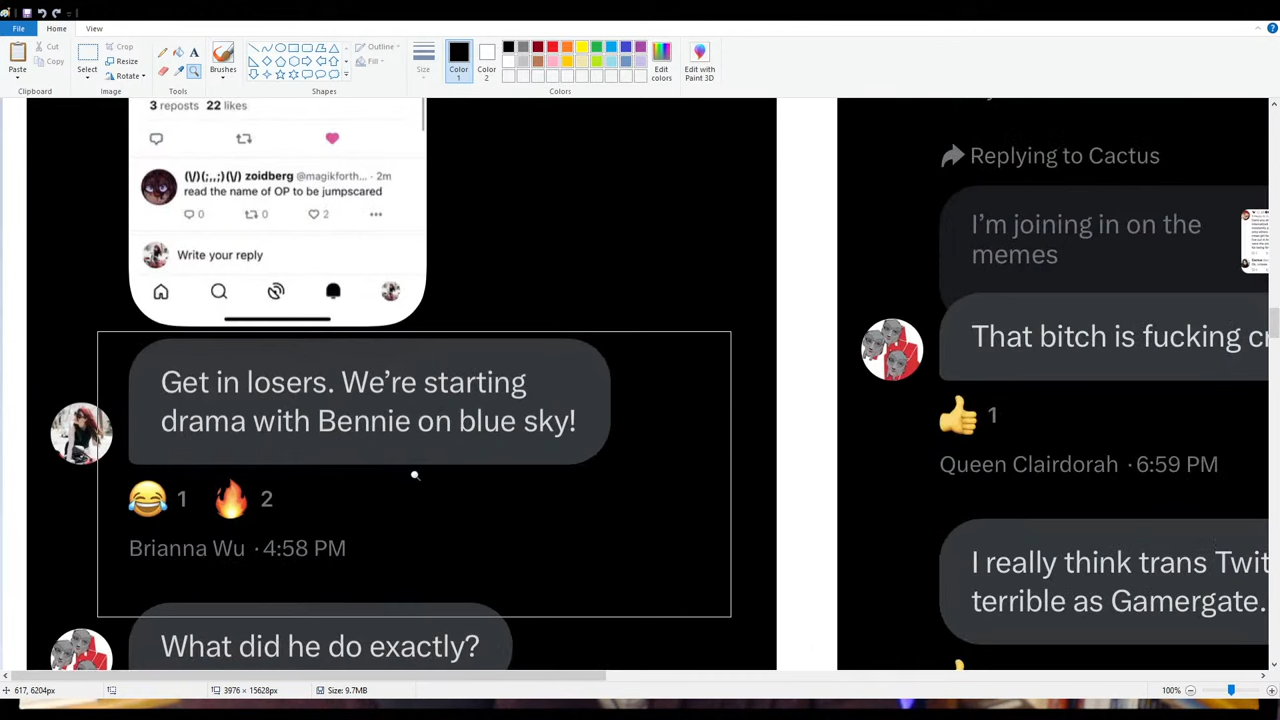 File
Home
View
Paste
Cut
Copy
Clipboard
Select
Crop
Resize
Rotate
Image
A
Tools
Brushes
Outline
Fill
Shapes
Size
Color
1
Color
2
Edit
colors
Colors
Edit with
Paint 3D
3 reposts 22 likes
(\/)(;,,;)(\/) zoidberg @magikforth... · 2m
read the name of OP to be jumpscared
0 0 2
Write your reply
Get in losers. We're starting
drama with Bennie on blue sky!
😂 1 🔥 2
Brianna Wu · 4:58 PM
What did he do exactly?
Replying to Cactus
I'm joining in on the
memes
That bitch is fucking cr
👍 1
Queen Clairdorah · 6:59 PM
I really think trans Twit
terrible as Gamergate.
617, 6204px
3976 × 15628px
Size: 9.7MB
100%